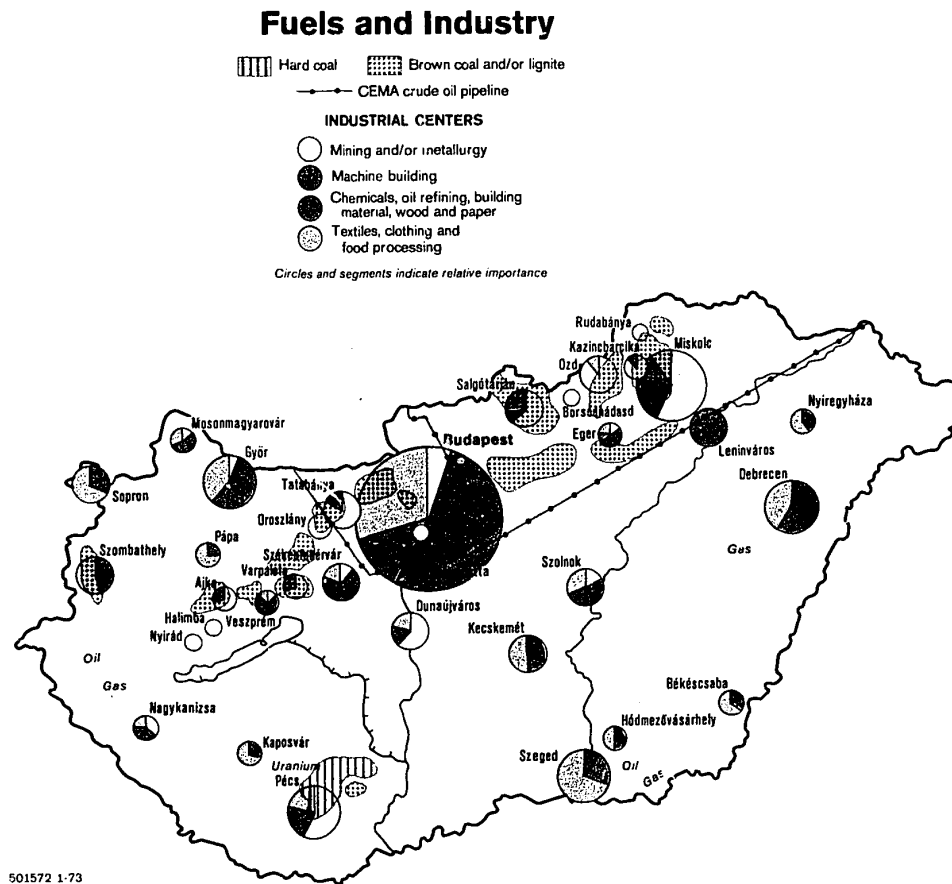 Fuels and Industry
Hard coal
Brown coal and/or lignite
CEMA crude oil pipeline
INDUSTRIAL CENTERS
Mining and/or metallurgy
Machine building
Chemicals, oil refining, building
material, wood and paper
Textiles, clothing and
food processing
Circles and segments indicate relative importance
Rudabánya
Kazincbarcika
Miskolc
Ózd
Salgótarján
Borsodnádasd
Nyíregyháza
Mosonmagyaróvár
Eger
Leninváros
Budapest
Győr
Debrecen
Tatabánya
Sopron
Oroszlány
Pápa
Gas
Szombathely
Székesfehérvár
Szolnok
Ajka
Várpalota
Dunaújváros
Halimba
Veszprém
Kecskemét
Nyirád
Oil
Gas
Békéscsaba
Nagykanizsa
Hódmezővásárhely
Kaposvár
Szeged
Oil
Uranium
Gas
Pécs
501572 1-73